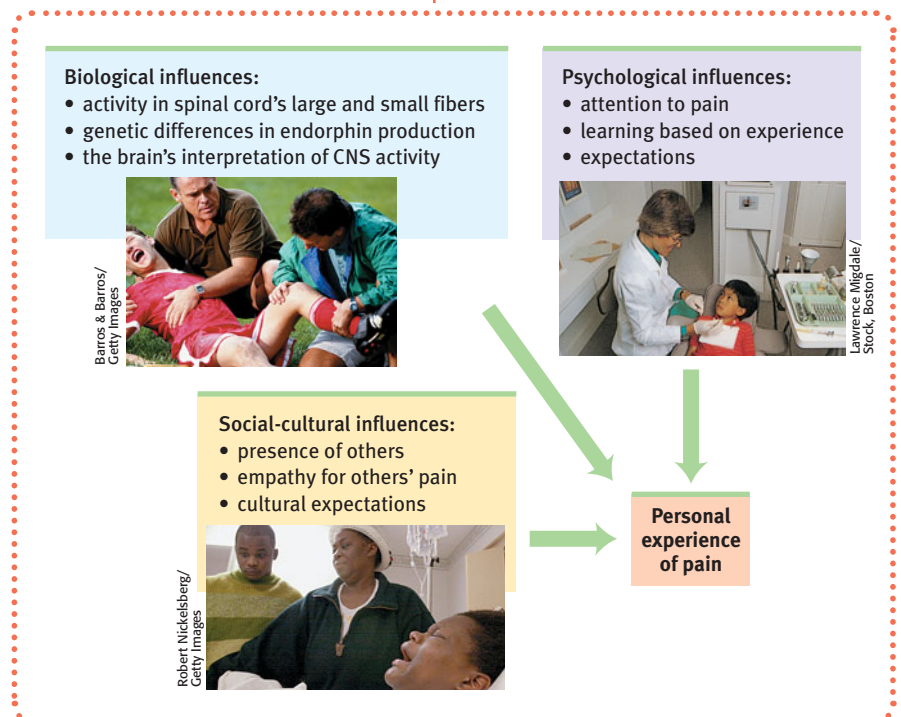 Biological influences:
• activity in spinal cord's large and small fibers
• genetic differences in endorphin production
• the brain's interpretation of CNS activity
Barros & Barros/
Getty Images
Psychological influences:
• attention to pain
• learning based on experience
• expectations
Lawrence Migdale/
Stock, Boston
Social-cultural influences:
• presence of others
• empathy for others' pain
• cultural expectations
Robert Nickelsberg/
Getty Images
Personal
experience
of pain